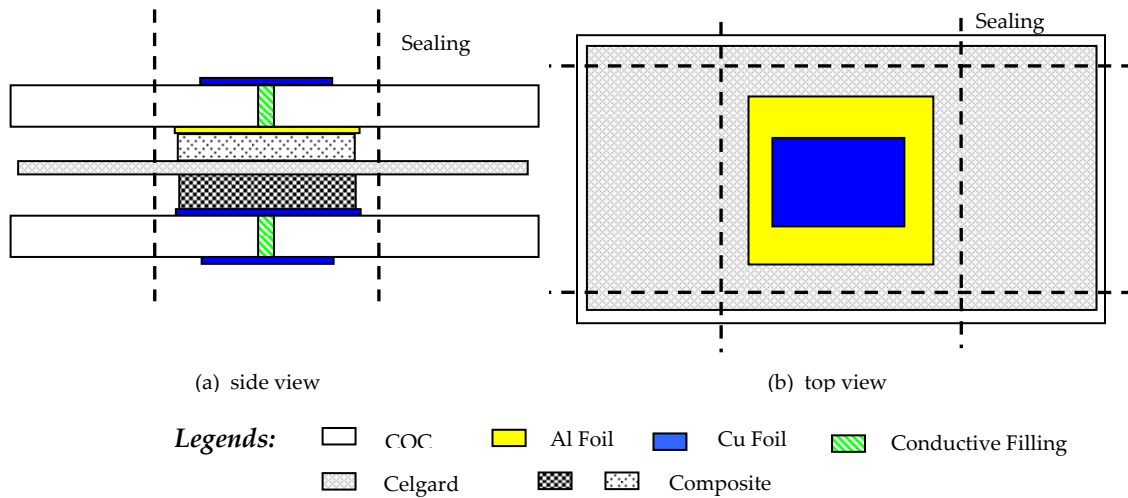 Sealing
Sealing
(a) side view
(b) top view
Legends:
COC
Al Foil
Cu Foil
Conductive Filling
Celgard
Composite